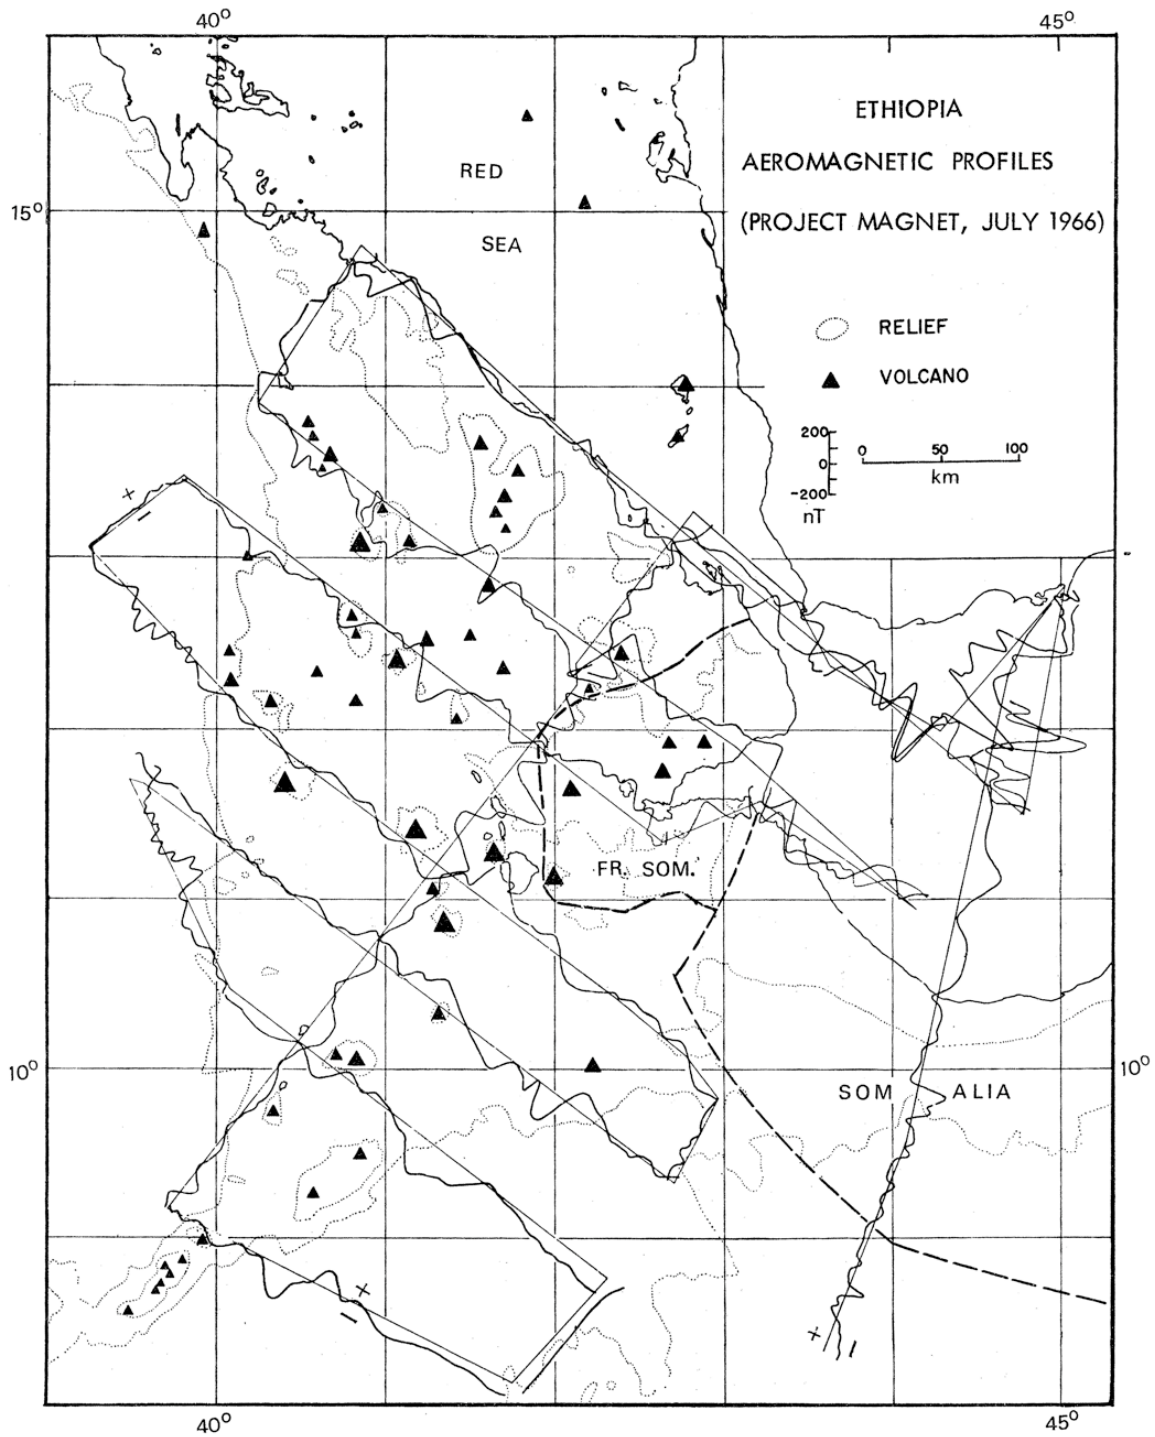 40°
45°
ETHIOPIA
AEROMAGNETIC PROFILES
(PROJECT MAGNET, JULY 1966)
RED
SEA
15°
RELIEF
VOLCANO
200
0
-200
nT
0 50 100
km
+
–
FR. SOM.
10°
10°
SOM ALIA
+
–
+
–
40°
45°